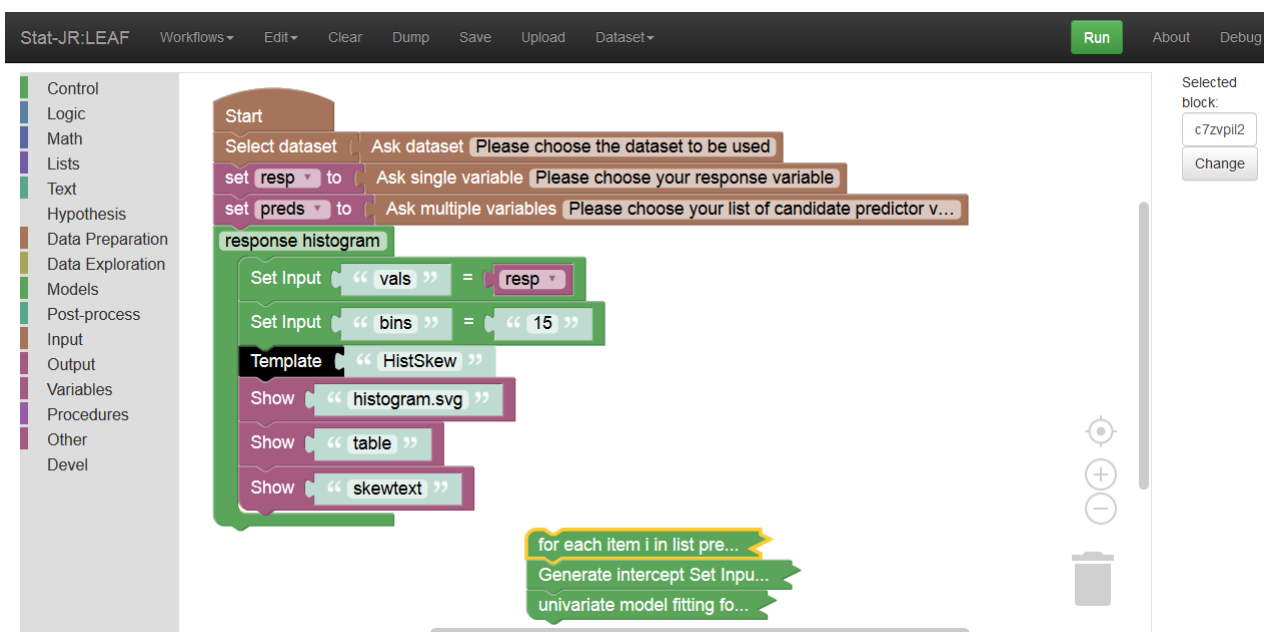 Stat-JR:LEAF Workflows Edit Clear Dump Save Upload Dataset Run About Debug
Control
Logic
Math
Lists
Text
Hypothesis
Data Preparation
Data Exploration
Models
Post-process
Input
Output
Variables
Procedures
Other
Devel
Start
Select dataset Ask dataset Please choose the dataset to be used
set resp to Ask single variable Please choose your response variable
set preds to Ask multiple variables Please choose your list of candidate predictor v...
response histogram
Set Input “ vals ” = resp
Set Input “ bins ” = “ 15 ”
Template “ HistSkew ”
Show “ histogram.svg ”
Show “ table ”
Show “ skewtext ”
for each item i in list pre...
Generate intercept Set Inpu...
univariate model fitting fo...
Selected
block:
c7zvpil2
Change